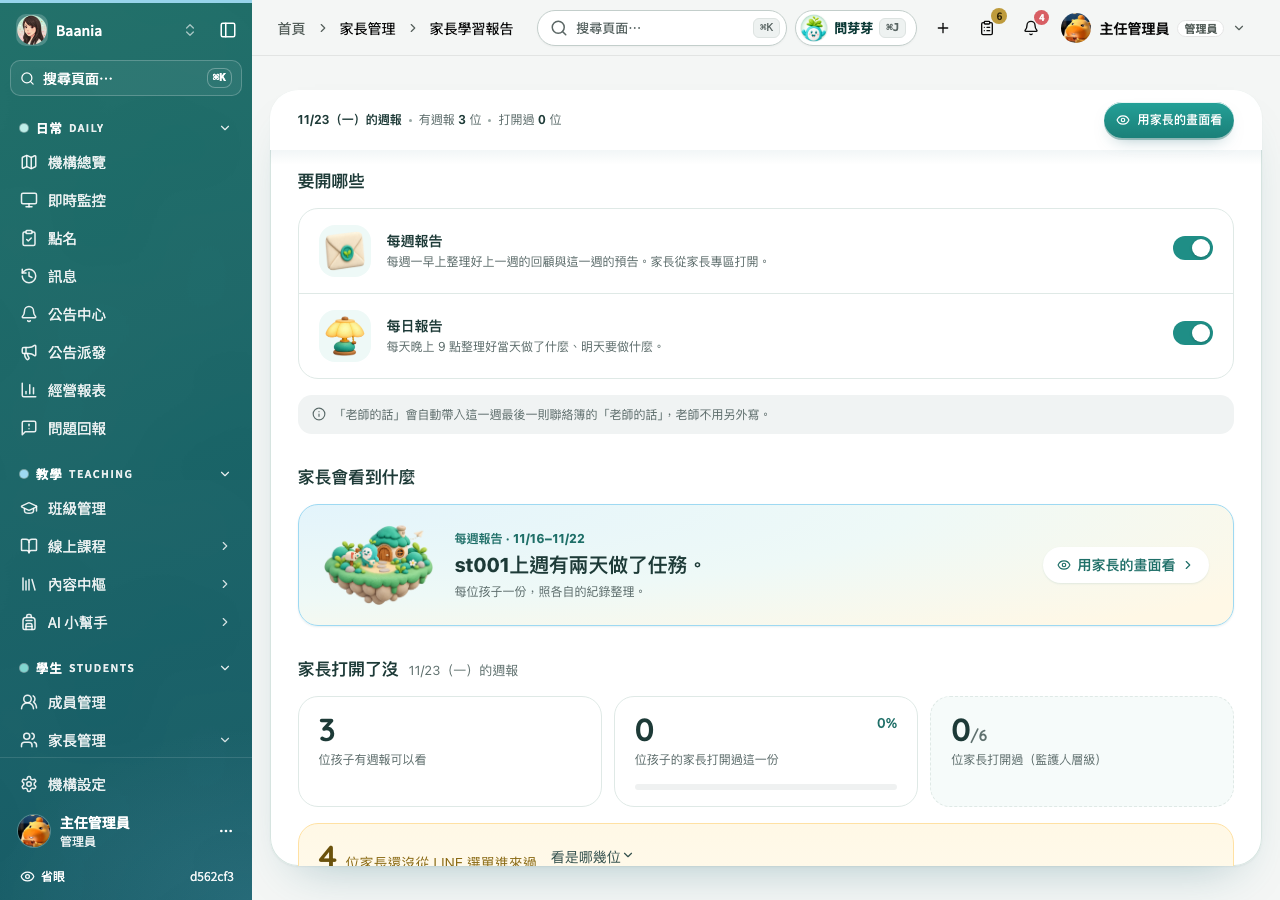 Baania
搜尋頁面… ⌘K
日常 DAILY
機構總覽
即時監控
點名
訊息
公告中心
公告派發
經營報表
問題回報
教學 TEACHING
班級管理
線上課程
內容中樞
AI 小幫手
學生 STUDENTS
成員管理
家長管理
機構設定
主任管理員
管理員
省眼 d562cf3
首頁 > 家長管理 > 家長學習報告
搜尋頁面… ⌘K
問芽芽 ⌘J
6
4
主任管理員 管理員
11/23（一）的週報 • 有週報 3 位 • 打開過 0 位
用家長的畫面看
要開哪些
每週報告
每週一早上整理好上一週的回顧與這一週的預告。家長從家長專區打開。
每日報告
每天晚上 9 點整理好當天做了什麼、明天要做什麼。
「老師的話」會自動帶入這一週最後一則聯絡簿的「老師的話」，老師不用另外寫。
家長會看到什麼
每週報告 · 11/16–11/22
st001上週有兩天做了任務。
每位孩子一份，照各自的紀錄整理。
用家長的畫面看
家長打開了沒 11/23（一）的週報
3
位孩子有週報可以看
0 0%
位孩子的家長打開過這一份
0/6
位家長打開過（監護人層級）
4 位家長還沒從 LINE 選單進來過 看是哪幾位